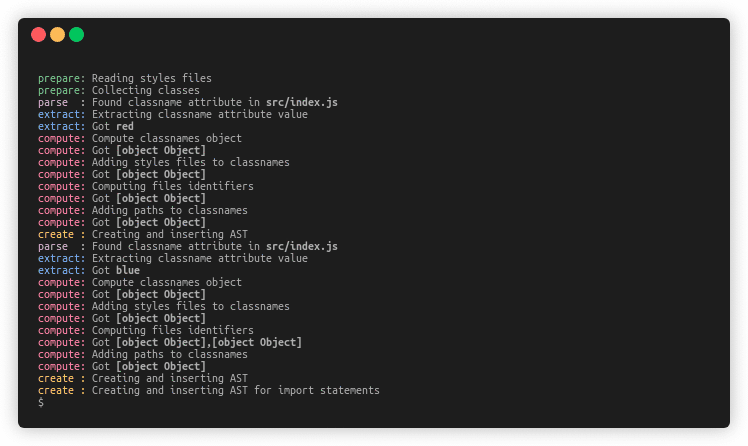 prepare: Reading styles files
prepare: Collecting classes
parse  : Found classname attribute in src/index.js
extract: Extracting classname attribute value
extract: Got red
compute: Compute classnames object
compute: Got [object Object]
compute: Adding styles files to classnames
compute: Got [object Object]
compute: Computing files identifiers
compute: Got [object Object]
compute: Adding paths to classnames
compute: Got [object Object]
create : Creating and inserting AST
parse  : Found classname attribute in src/index.js
extract: Extracting classname attribute value
extract: Got blue
compute: Compute classnames object
compute: Got [object Object]
compute: Adding styles files to classnames
compute: Got [object Object]
compute: Computing files identifiers
compute: Got [object Object],[object Object]
compute: Adding paths to classnames
compute: Got [object Object]
create : Creating and inserting AST
create : Creating and inserting AST for import statements
$